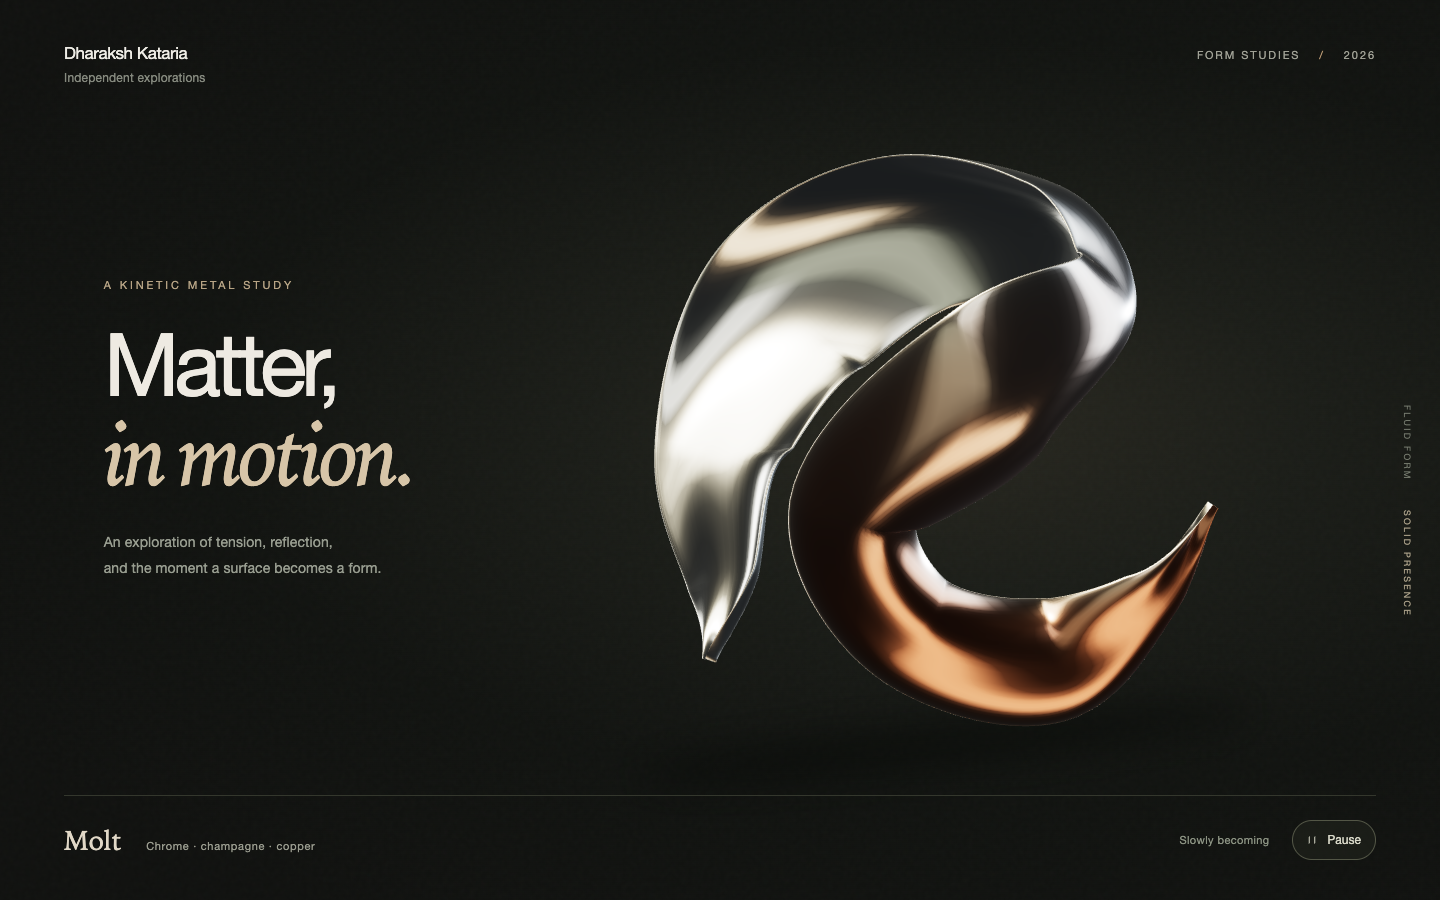 Dharaksh Kataria
Independent explorations
FORM STUDIES / 2026
A KINETIC METAL STUDY
Matter,
in motion.
An exploration of tension, reflection,
and the moment a surface becomes a form.
FLUID FORM SOLID PRESENCE
Molt
Chrome · champagne · copper
Slowly becoming
Pause